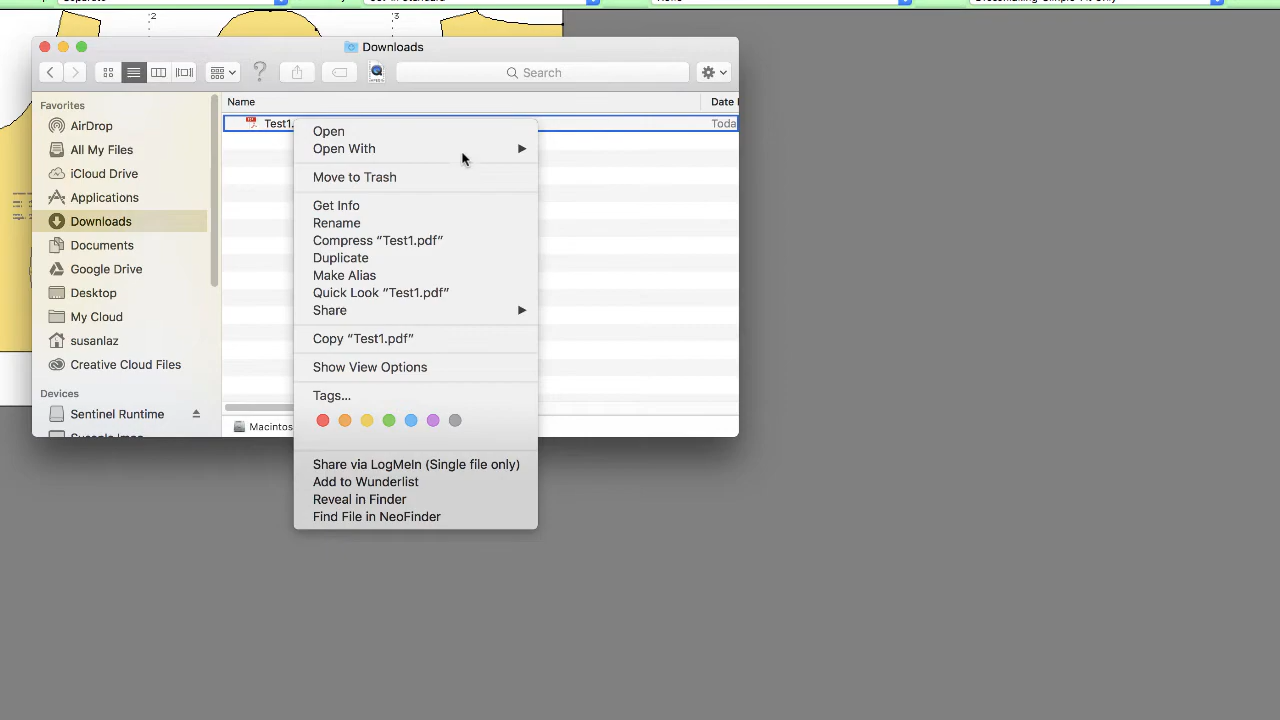 2
3
Downloads
Search
Favorites
Name
Date
AirDrop
Test1.
Toda
All My Files
iCloud Drive
Applications
Downloads
Documents
Google Drive
Desktop
My Cloud
susanlaz
Creative Cloud Files
Devices
Sentinel Runtime
Macintos
Open
Open With
Move to Trash
Get Info
Rename
Compress “Test1.pdf”
Duplicate
Make Alias
Quick Look “Test1.pdf”
Share
Copy “Test1.pdf”
Show View Options
Tags...
Share via LogMeIn (Single file only)
Add to Wunderlist
Reveal in Finder
Find File in NeoFinder